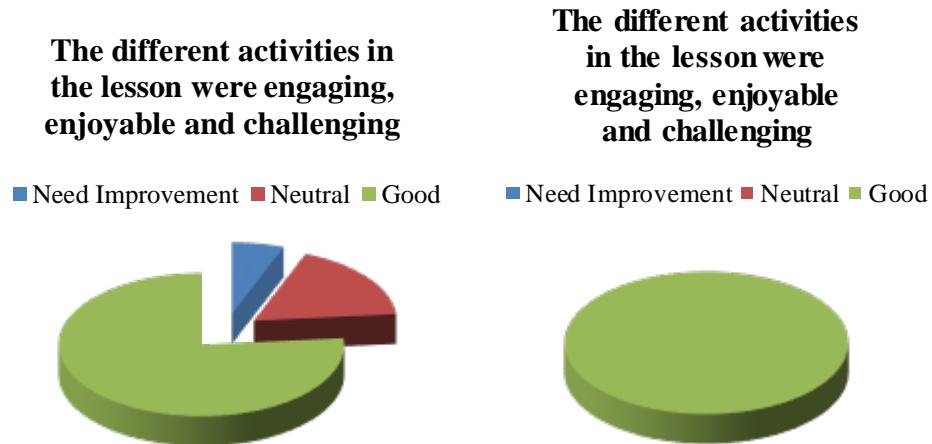 The different activities in
the lesson were engaging,
enjoyable and challenging
Need Improvement Neutral Good
The different activities
in the lesson were
engaging, enjoyable
and challenging
Need Improvement Neutral Good